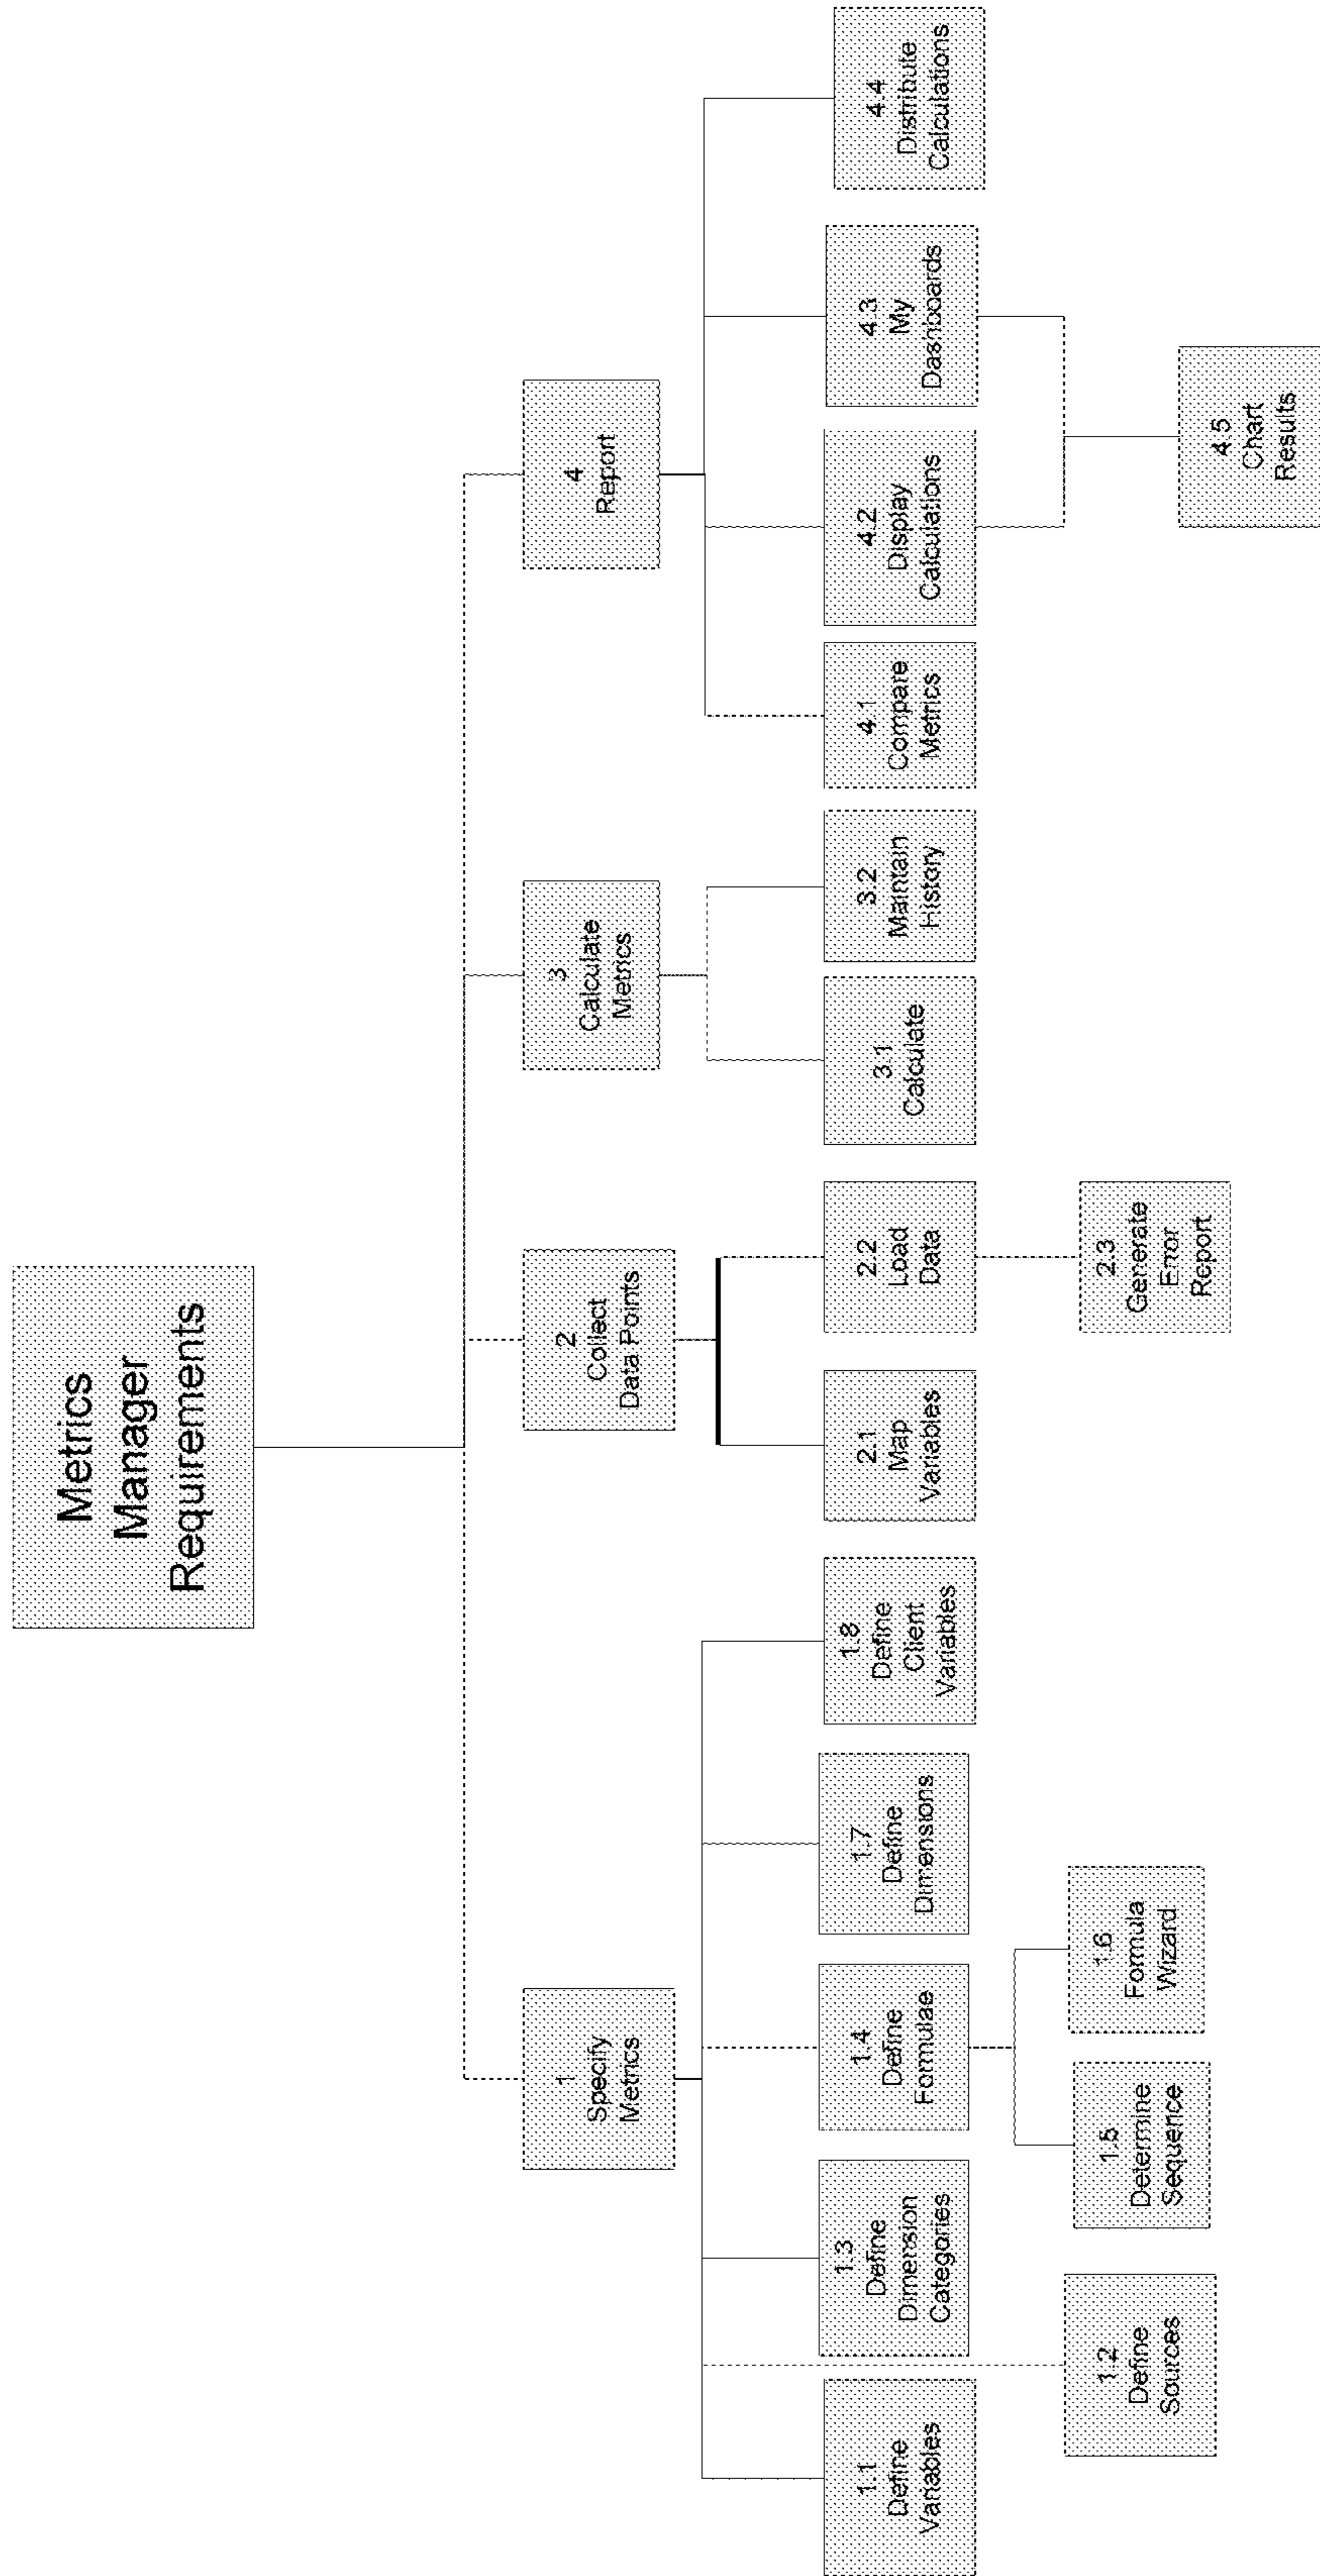 Metrics
Manager
Requirements
1
Specify
Metrics
2
Collect
Data Points
3
Calculate
Metrics
4
Report
1.1
Define
Variables
1.3
Define
Dimension
Categories
1.4
Define
Formulae
1.7
Define
Dimensions
1.8
Define
Client
Variables
2.1
Map
Variables
2.2
Load
Data
3.1
Calculate
3.2
Maintain
History
4.1
Compare
Metrics
4.2
Display
Calculations
4.3
My
Dashboards
4.4
Distribute
Calculations
1.2
Define
Sources
1.5
Determine
Sequence
1.6
Formula
Wizard
2.3
Generate
Error
Report
4.5
Chart
Results